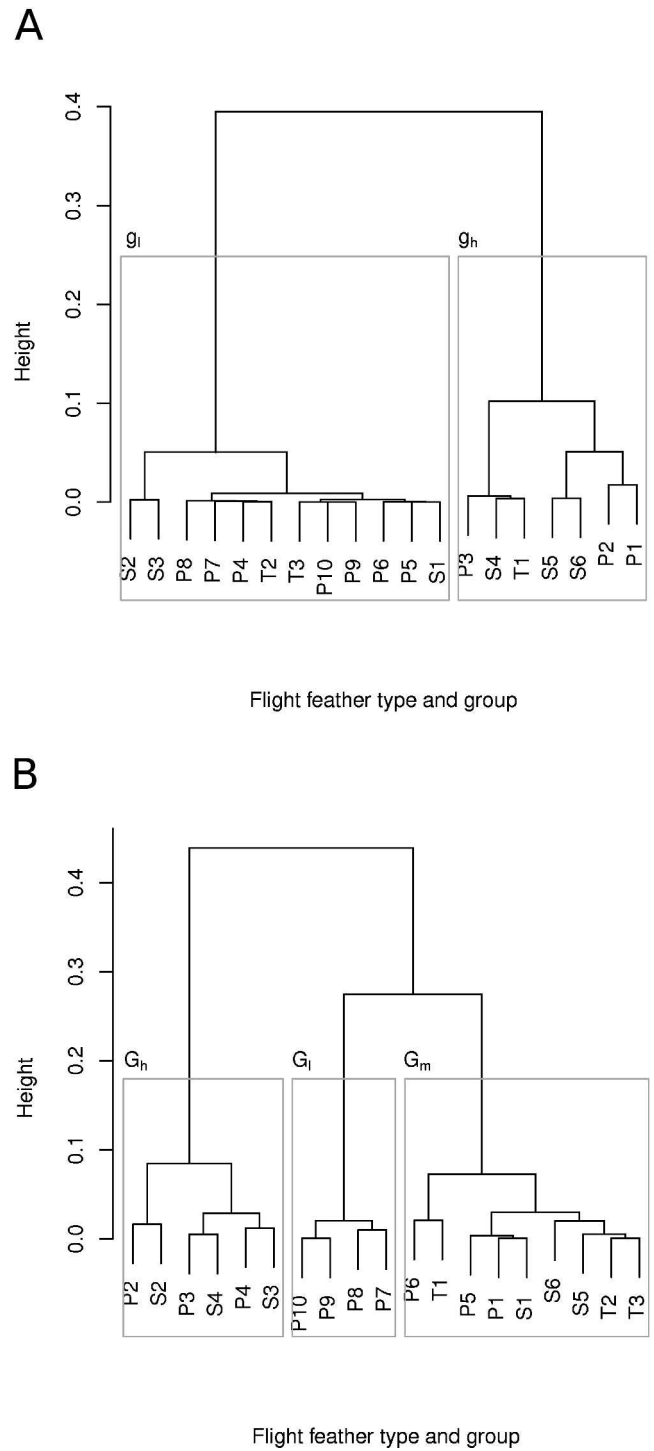 A
Height
0.4
0.3
0.2
0.1
0.0
gl
gh
S2 S3 P8 P7 P4 T2 T3 P10 P9 P6 P5 S1 P3 S4 T1 S5 S6 P2 P1
Flight feather type and group
B
Height
0.4
0.3
0.2
0.1
0.0
Gh
Gl
Gm
P2 S2 P3 S4 P4 S3 P10 P9 P8 P7 P6 T1 P5 P1 S1 S6 S5 T2 T3
Flight feather type and group